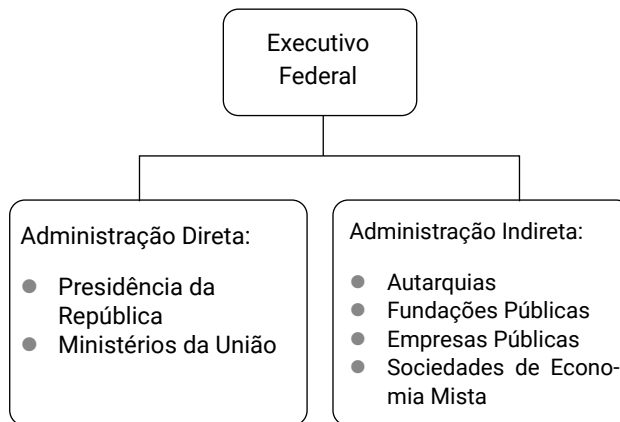 Executivo
Federal
Administração Direta:
Presidência da
República
Ministérios da União
Administração Indireta:
Autarquias
Fundações Públicas
Empresas Públicas
Sociedades de Econo-
mia Mista